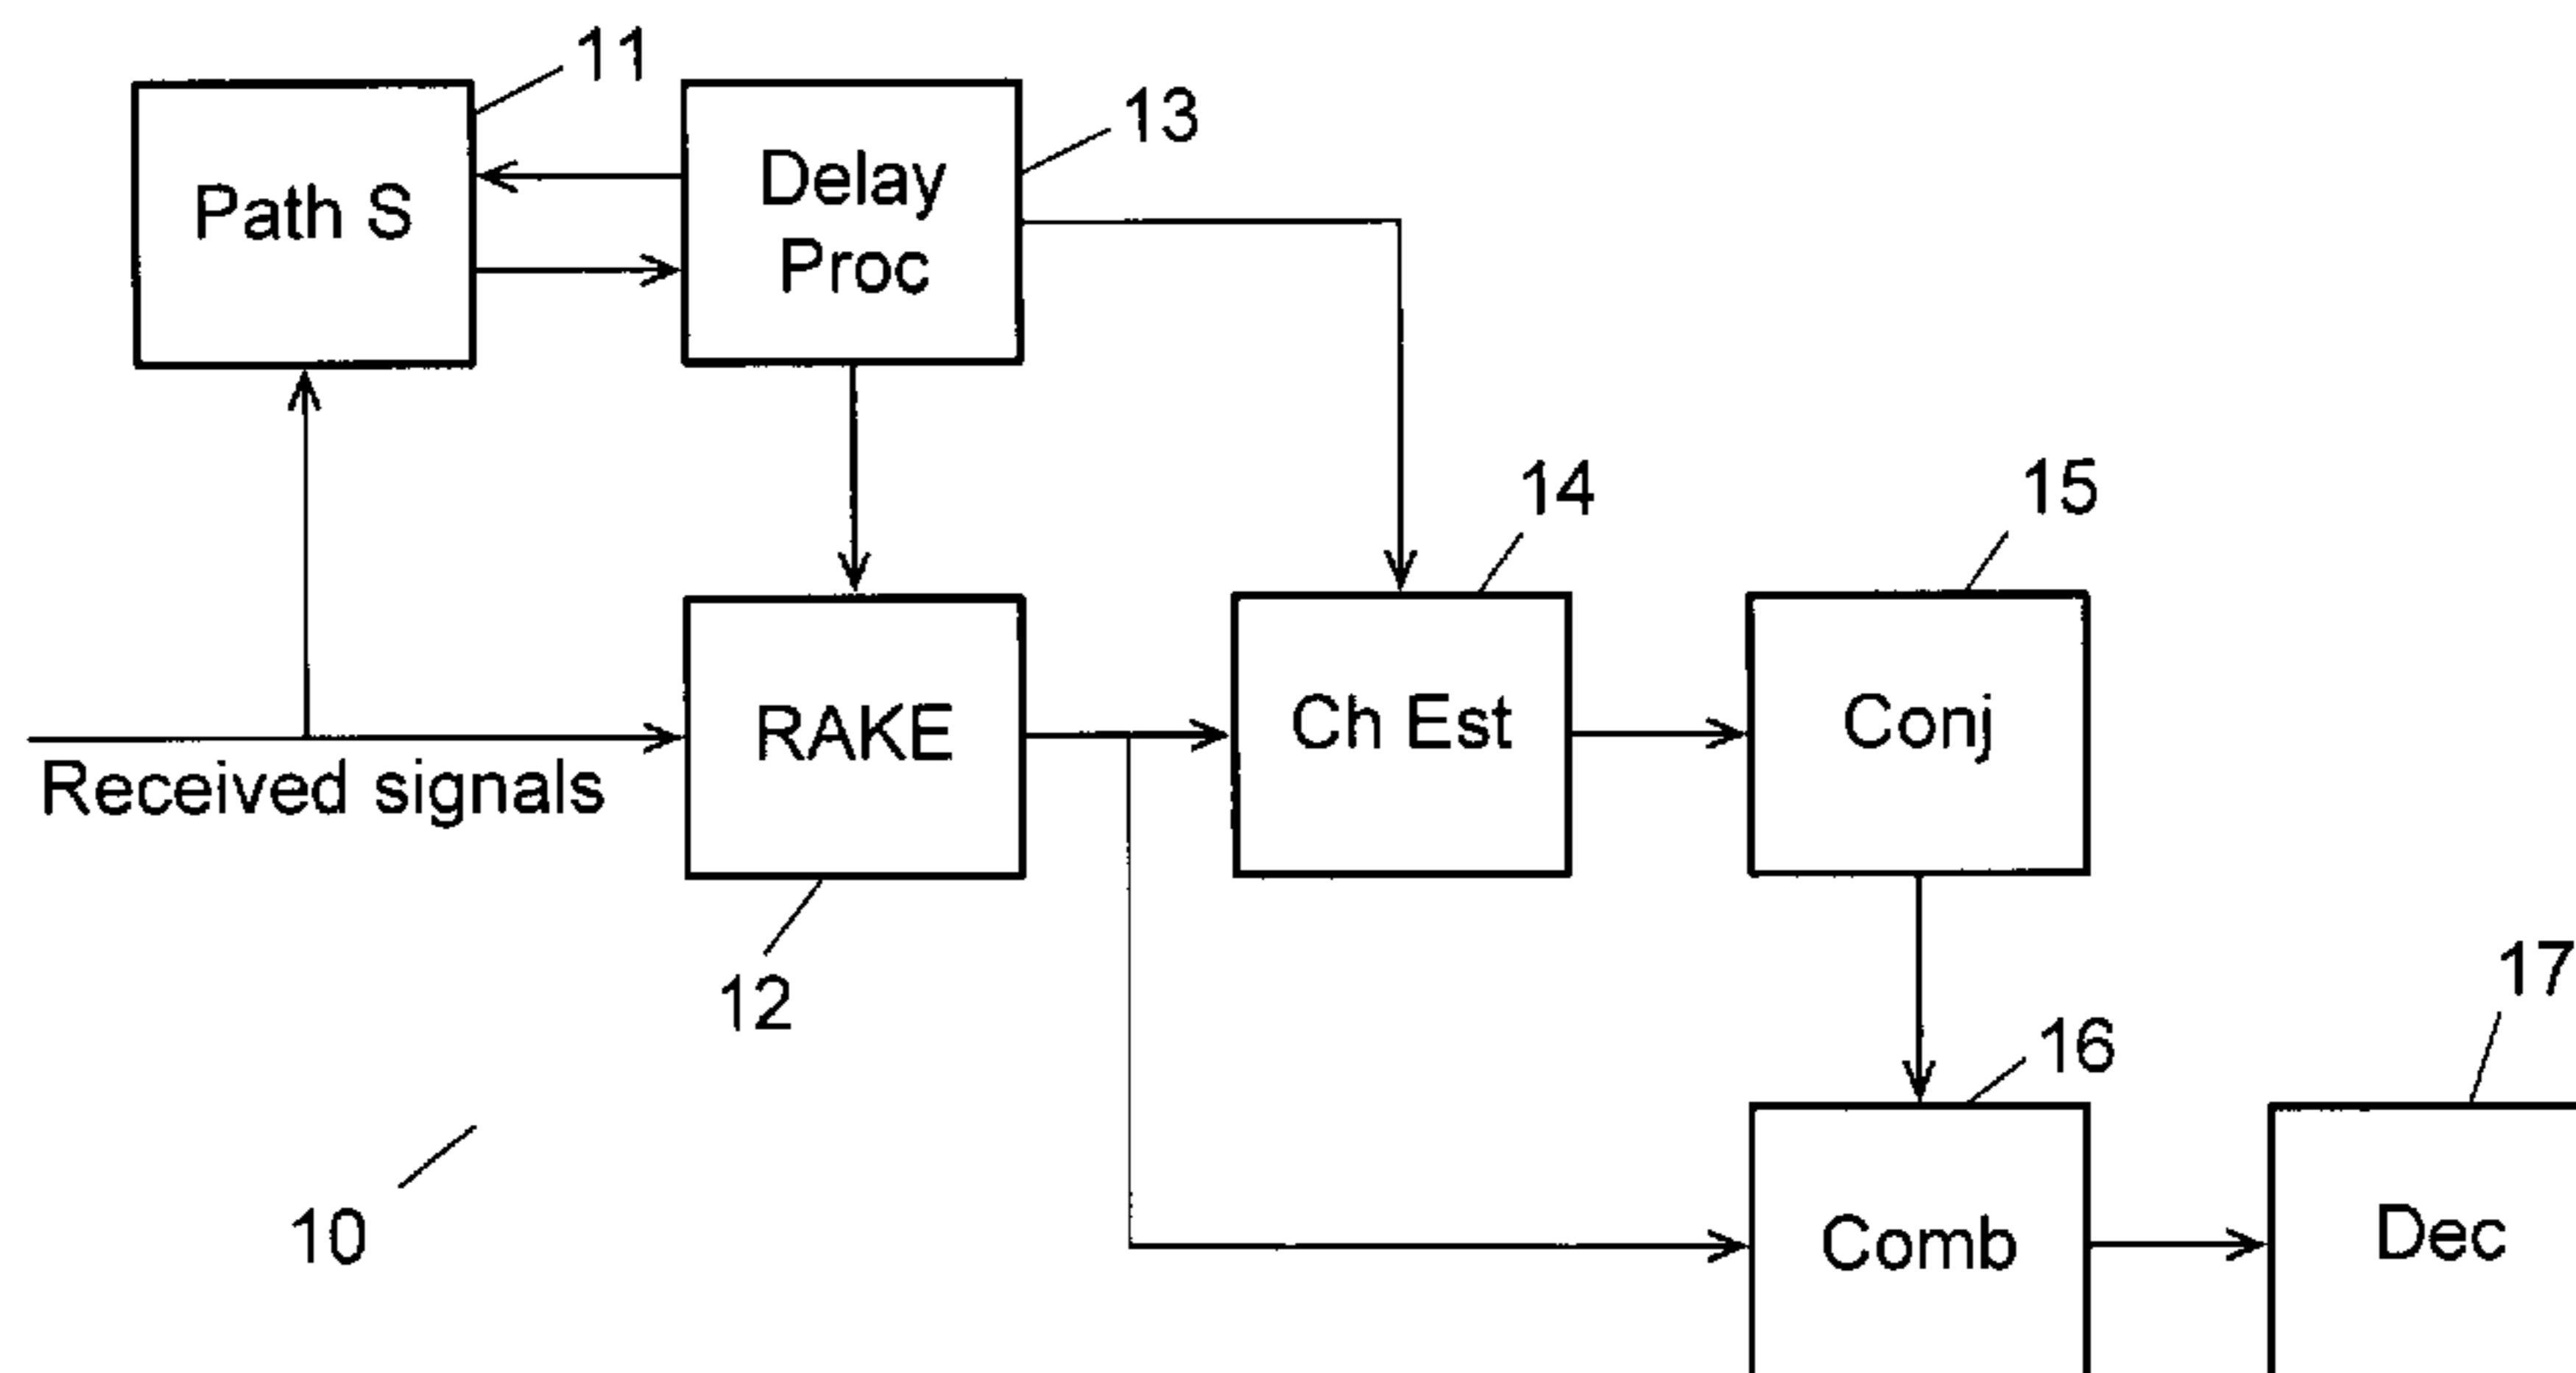 11
Path S
13
Delay
Proc
14
15
Received signals
RAKE
Ch Est
Conj
12
10
16
17
Comb
Dec